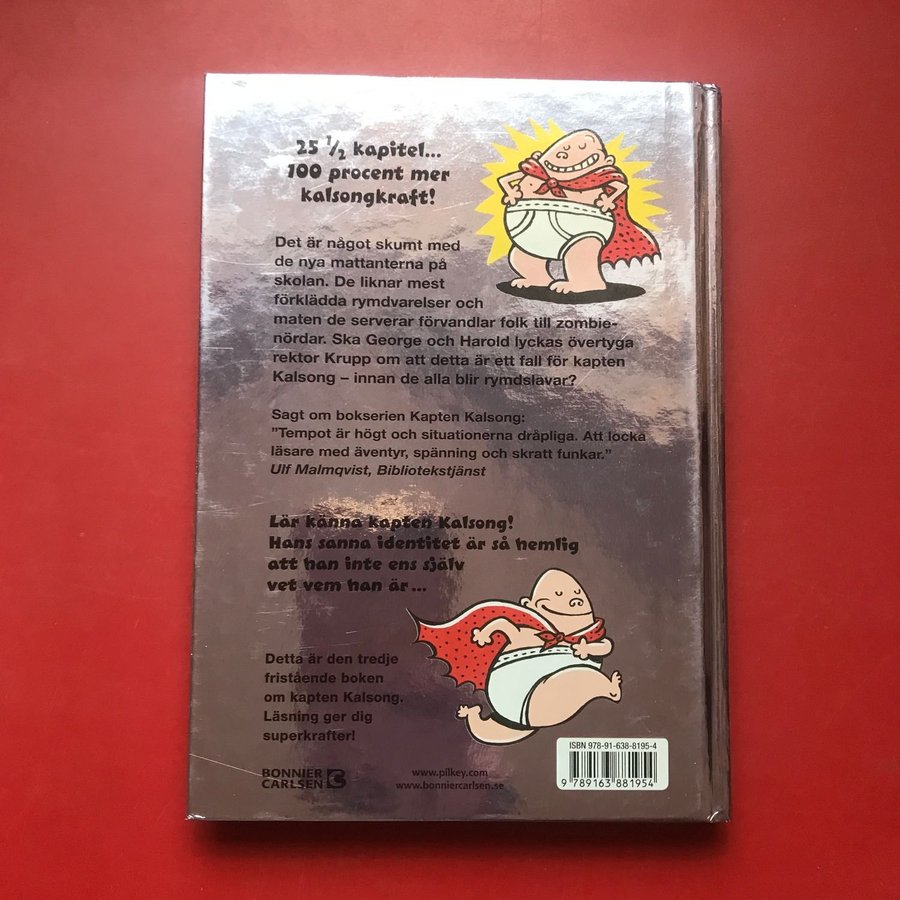 25 1/2 kapitel...
100 procent mer
kalsongkraft!
Det är något skumt med
de nya mattanterna på
skolan. De liknar mest
förklädda rymdvarelser och
maten de serverar förvandlar folk till zombie-
nördar. Ska George och Harold lyckas övertyga
rektor Krupp om att detta är ett fall för kapten
Kalsong – innan de alla blir rymdslavar?
Sagt om bokserien Kapten Kalsong:
”Tempot är högt och situationerna dråpliga. Att locka
läsare med äventyr, spänning och skratt funkar.”
Ulf Malmqvist, Bibliotekstjänst
Lär känna kapten Kalsong!
Hans sanna identitet är så hemlig
att han inte ens själv
vet vem han är...
Detta är den tredje
fristående boken
om kapten Kalsong.
Läsning ger dig
superkrafter!
BONNIER
CARLSEN
www.pilkey.com
www.bonniercarlsen.se
ISBN 978-91-638-8195-4
9 789163 881954